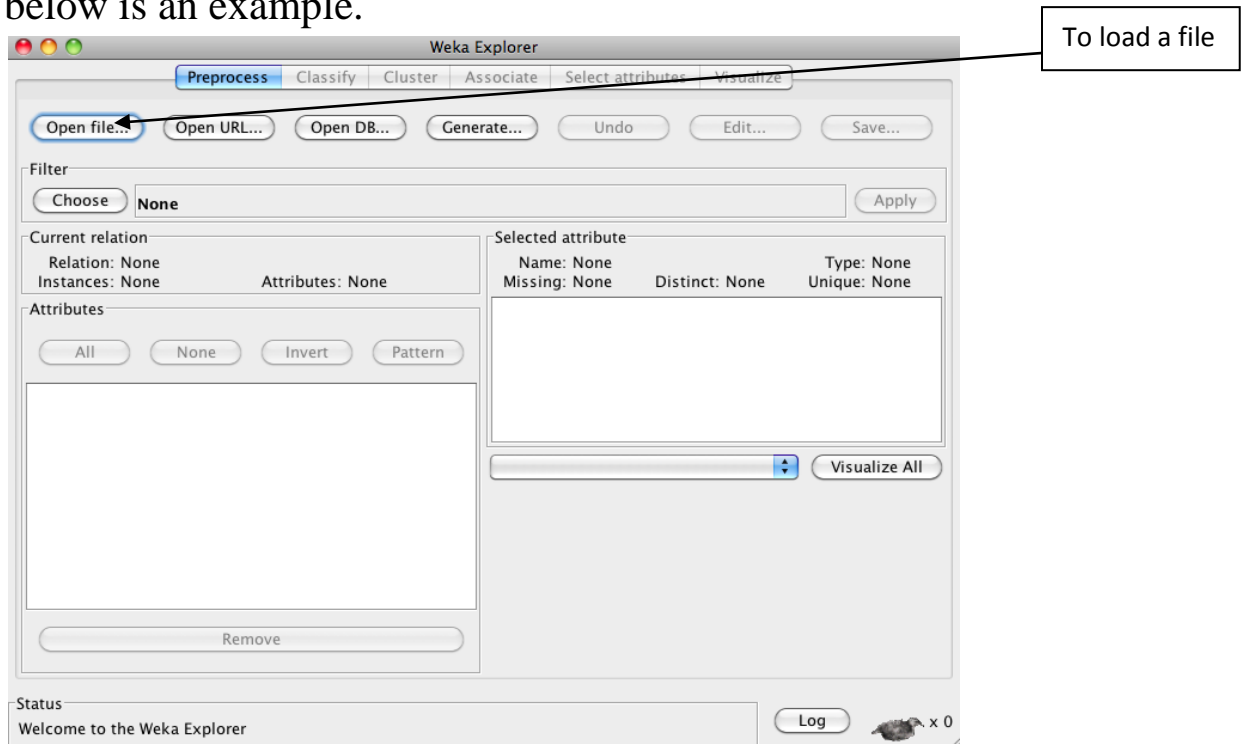 below is an example.
To load a file
Weka Explorer
Preprocess Classify Cluster Associate Select attributes Visualize
Open file... Open URL... Open DB... Generate... Undo Edit... Save...
Filter
Choose None Apply
Current relation
Relation: None
Instances: None Attributes: None
Selected attribute
Name: None Type: None
Missing: None Distinct: None Unique: None
Attributes
All None Invert Pattern
Visualize All
Remove
Status
Welcome to the Weka Explorer
Log x 0